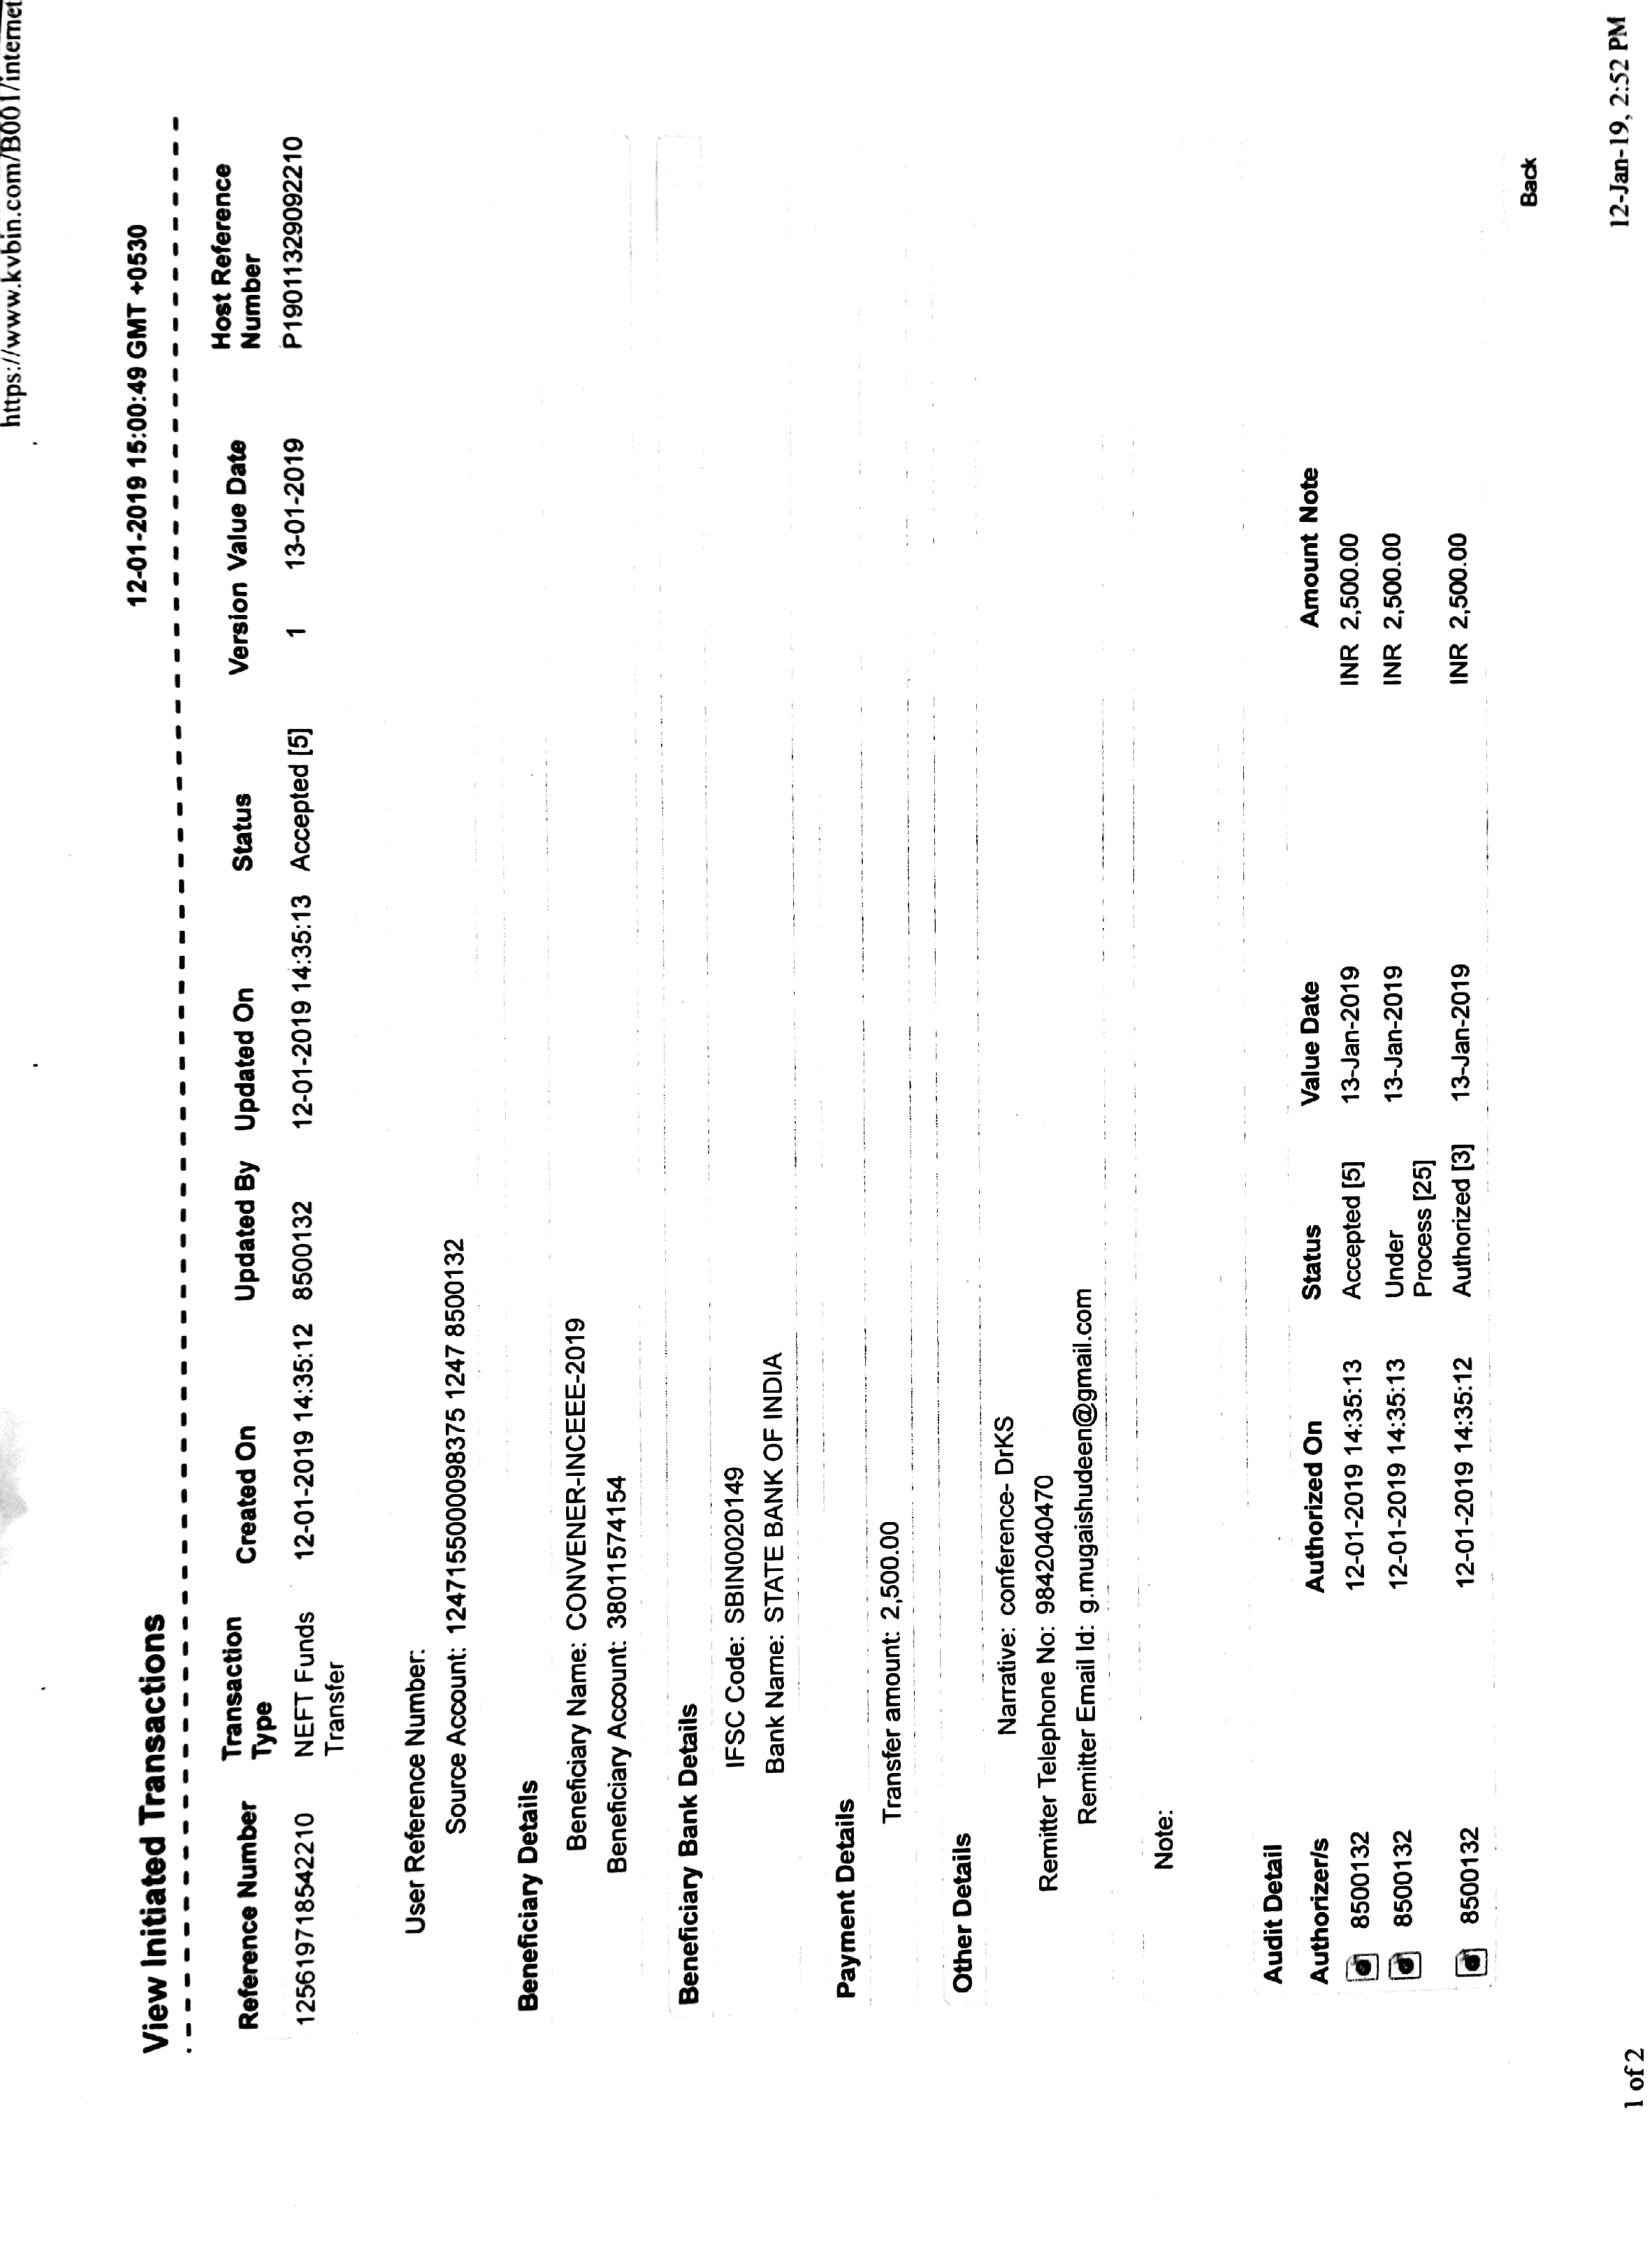 https://www.kvbin.com/B001/internet
12-01-2019 15:00:49 GMT +0530
View Initiated Transactions
Reference Number Transaction Type Created On Updated By Updated On Status Version Value Date Host Reference Number
125619718542210 NEFT Funds Transfer 12-01-2019 14:35:12 8500132 12-01-2019 14:35:13 Accepted [5] 1 13-01-2019 P190113290922210
User Reference Number:
Source Account: 1247155000098375 1247 8500132
Beneficiary Details
Beneficiary Name: CONVENER-INCEEE-2019
Beneficiary Account: 38011574154
Beneficiary Bank Details
IFSC Code: SBIN0020149
Bank Name: STATE BANK OF INDIA
Payment Details
Transfer amount: 2,500.00
Other Details
Narrative: conference- DrKS
Remitter Telephone No: 9842040470
Remitter Email Id: g.mugaishudeen@gmail.com
Note:
Audit Detail
Authorizer/s Authorized On Status Value Date Amount Note
8500132 12-01-2019 14:35:13 Accepted [5] 13-Jan-2019 INR 2,500.00
8500132 12-01-2019 14:35:13 Under Process [25] 13-Jan-2019 INR 2,500.00
8500132 12-01-2019 14:35:12 Authorized [3] 13-Jan-2019 INR 2,500.00
Back
1 of 2 12-Jan-19, 2:52 PM